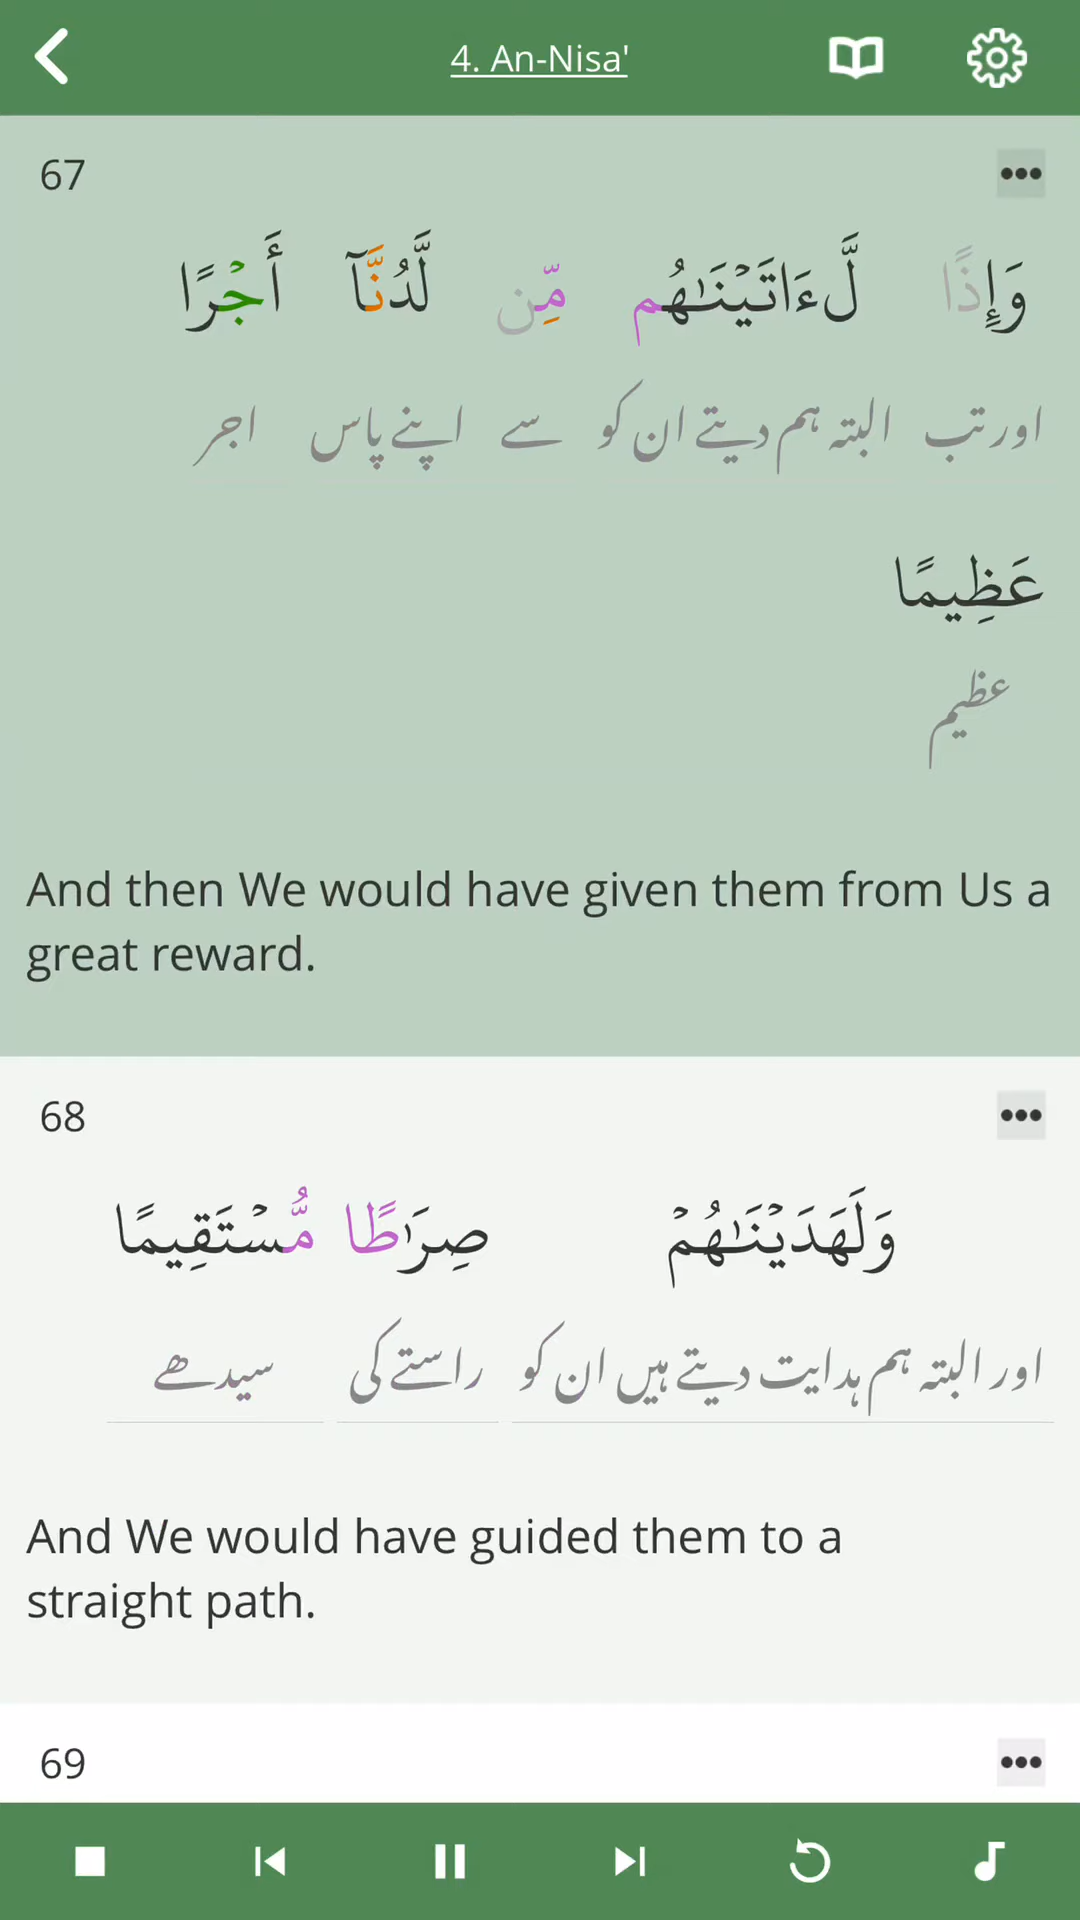 4. An-Nisa'
67
وَإِذًا لَّءَاتَيْنَٰهُم مِّن لَّدُنَّآ أَجْرًا
اور تب البتہ ہم دیتے ان کو سے اپنے پاس اجر
عَظِيمًا
عظیم
And then We would have given them from Us a
great reward.
68
وَلَهَدَيْنَٰهُمْ صِرَٰطًا مُّسْتَقِيمًا
اور البتہ ہم ہدایت دیتے ہیں ان کو راستے کی سیدھے
And We would have guided them to a
straight path.
69